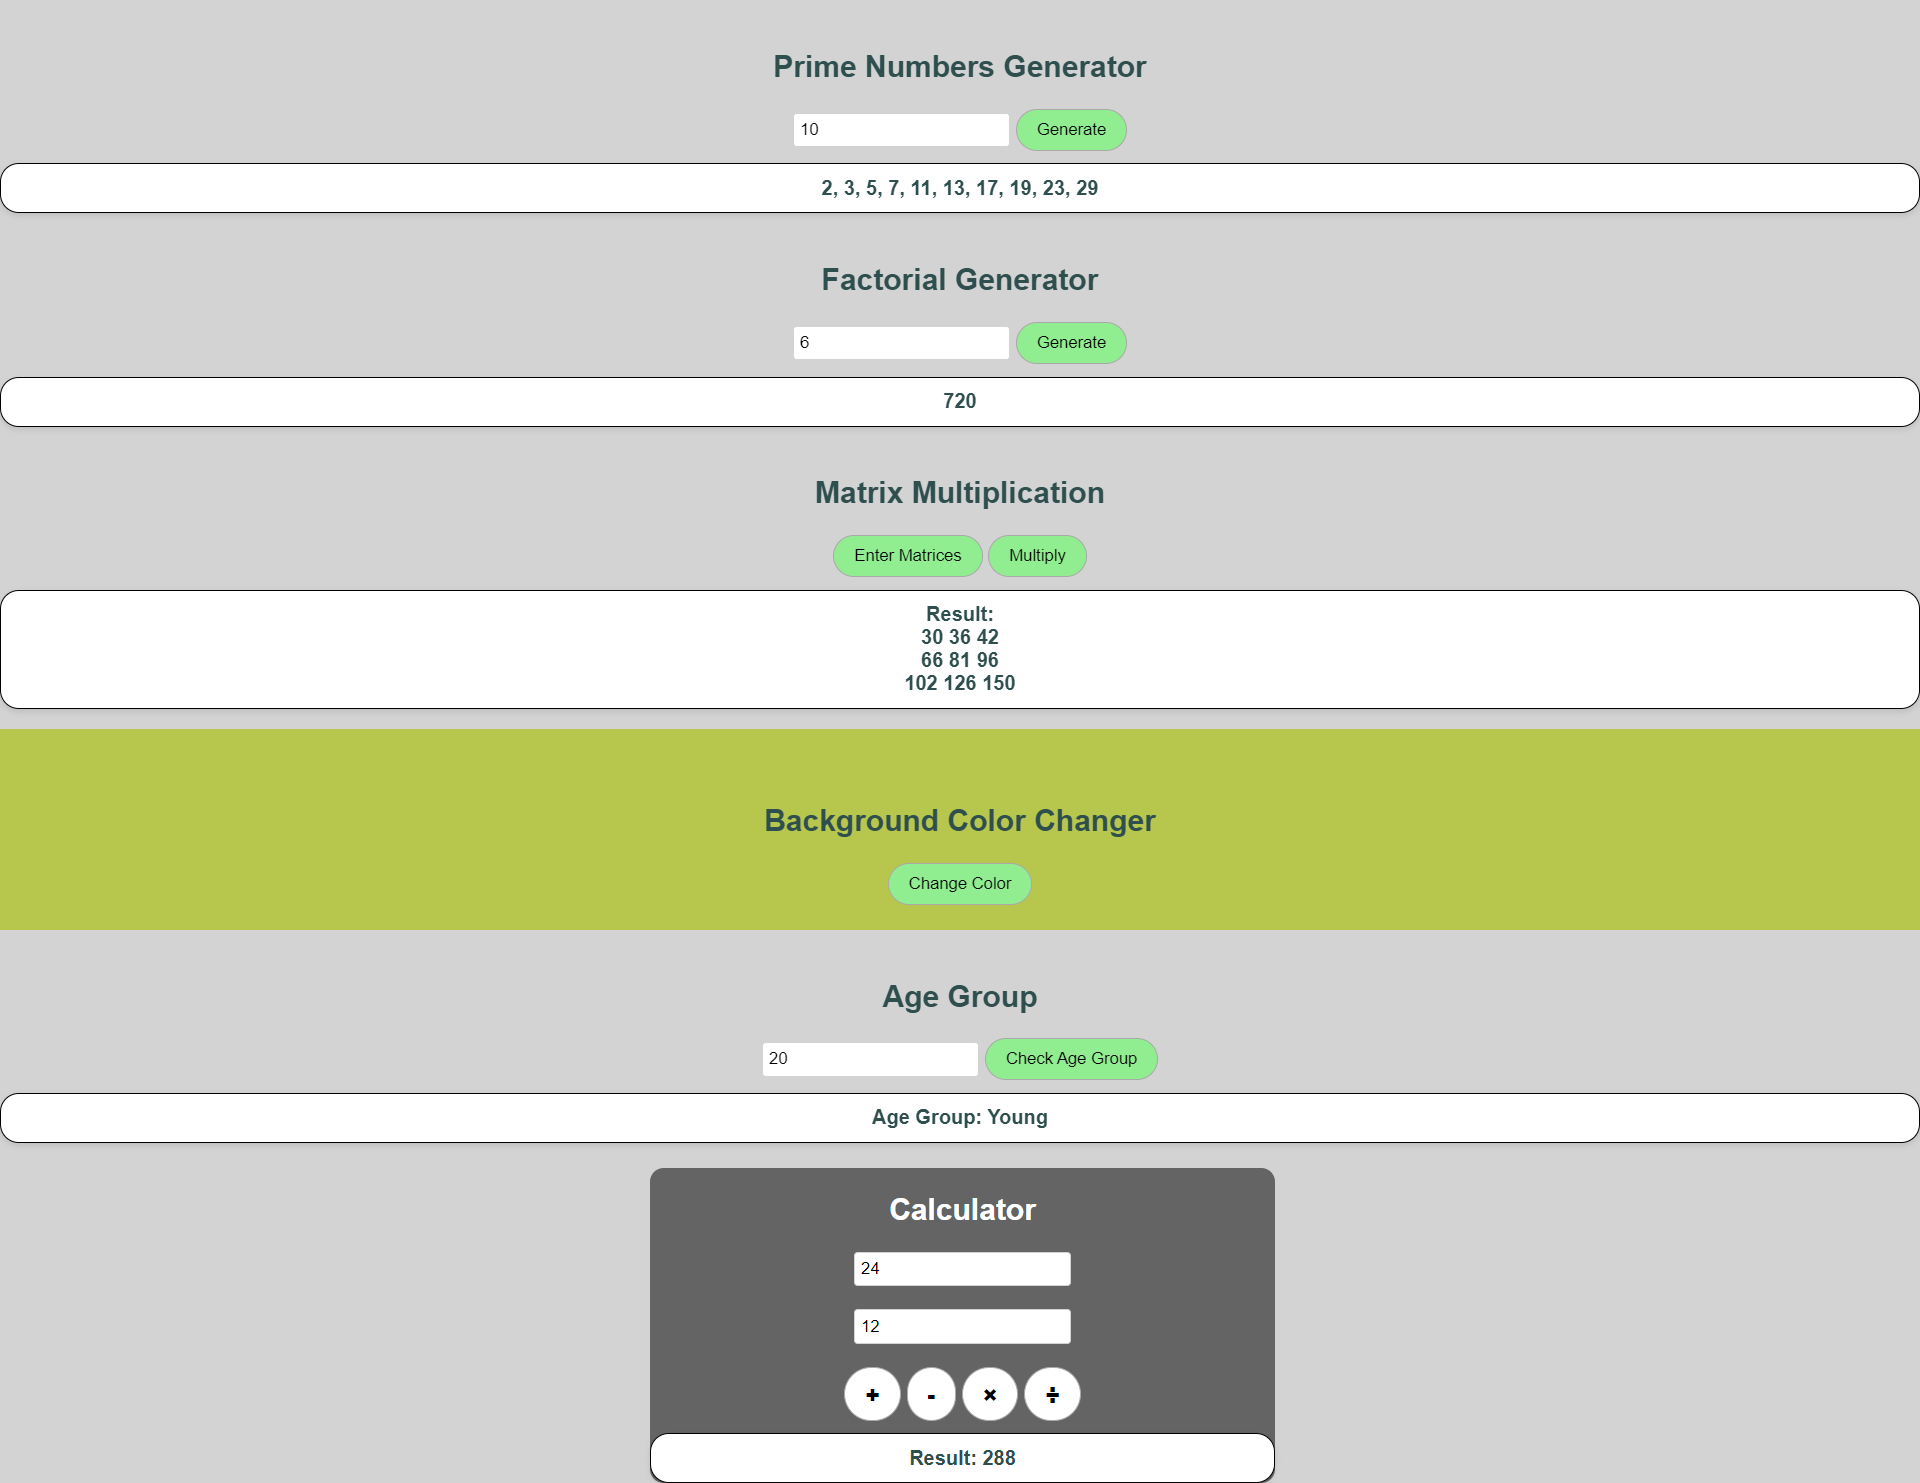 Prime Numbers Generator
10 Generate
2, 3, 5, 7, 11, 13, 17, 19, 23, 29
Factorial Generator
6 Generate
720
Matrix Multiplication
Enter Matrices Multiply
Result:
30 36 42
66 81 96
102 126 150
Background Color Changer
Change Color
Age Group
20 Check Age Group
Age Group: Young
Calculator
24
12
+ - × ÷
Result: 288